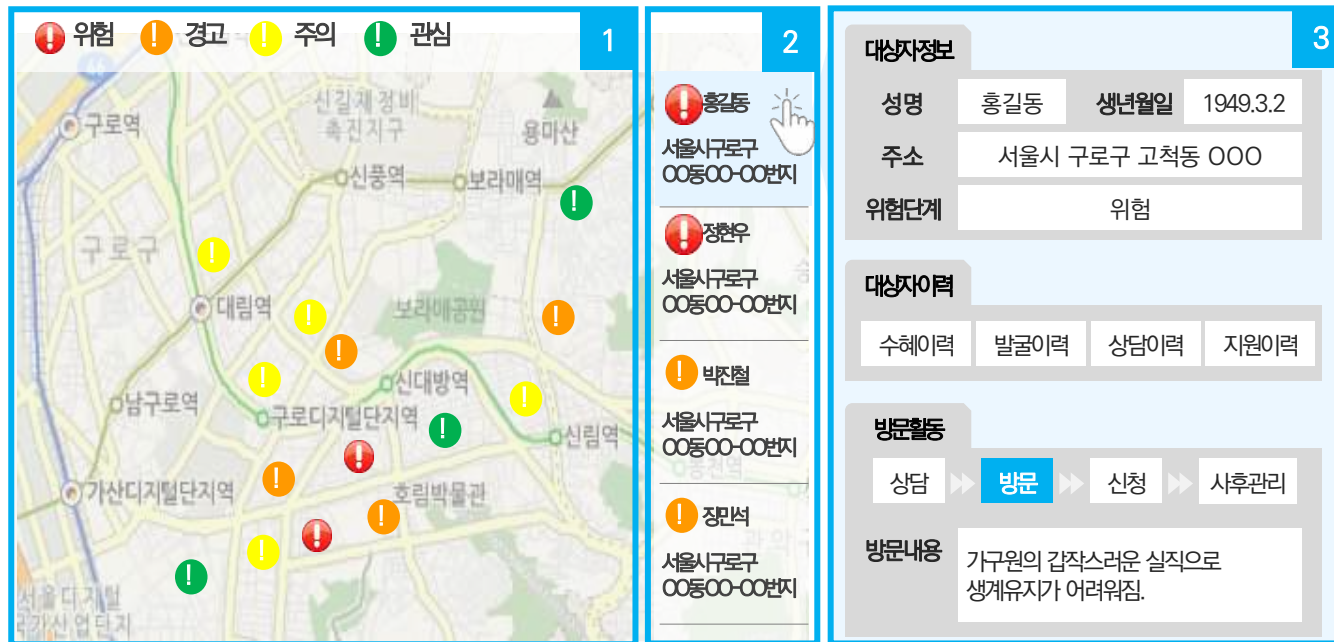 위험
경고
주의
관심
1
신길재정비
촉진지구
용마산
구로역
신풍역
보라매역
구로구
대림역
보라매공원
신대방역
남구로역
구로디지털단지역
신림역
가산디지털단지역
호림박물관
서울디지털
국가산업단지
2
홍길동
서울시구로구
OO동OO-OO번지
정현우
서울시구로구
OO동OO-OO번지
박진철
서울시구로구
OO동OO-OO번지
장민석
서울시구로구
OO동OO-OO번지
3
대상자정보
성명 홍길동 생년월일 1949.3.2
주소 서울시 구로구 고척동 OOO
위험단계 위험
대상자이력
수혜이력 발굴이력 상담이력 지원이력
방문활동
상담 방문 신청 사후관리
방문내용
가구원의 갑작스러운 실직으로
생계유지가 어려워짐.